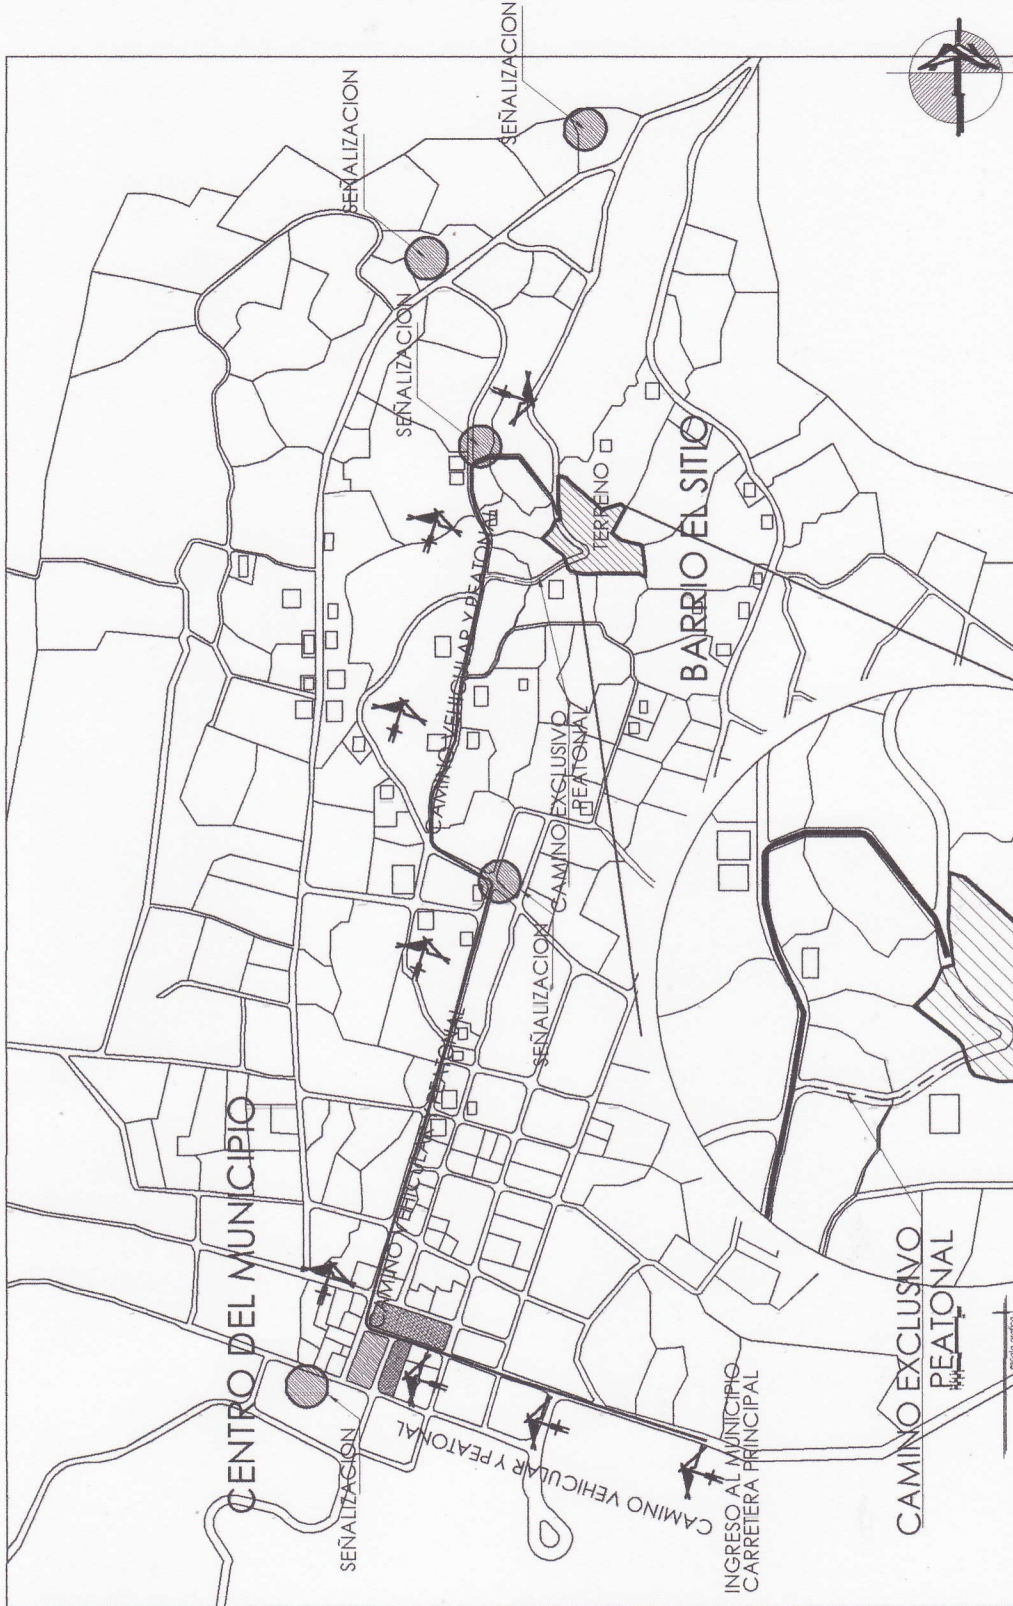 CENTRO DEL MUNICIPIO
SEÑALIZACION
SEÑALIZACION
SEÑALIZACION
SEÑALIZACION
SEÑALIZACION
CAMINO VEHICULAR Y PEATONAL
CAMINO VEHICULAR Y PEATONAL
CAMINO VEHICULAR Y PEATONAL
CAMINO EXCLUSIVO
PEATONAL
TERRENO
BARRIO EL SITIO
INGRESO AL MUNICIPIO
CARRETERA PRINCIPAL
CAMINO EXCLUSIVO
PEATONAL